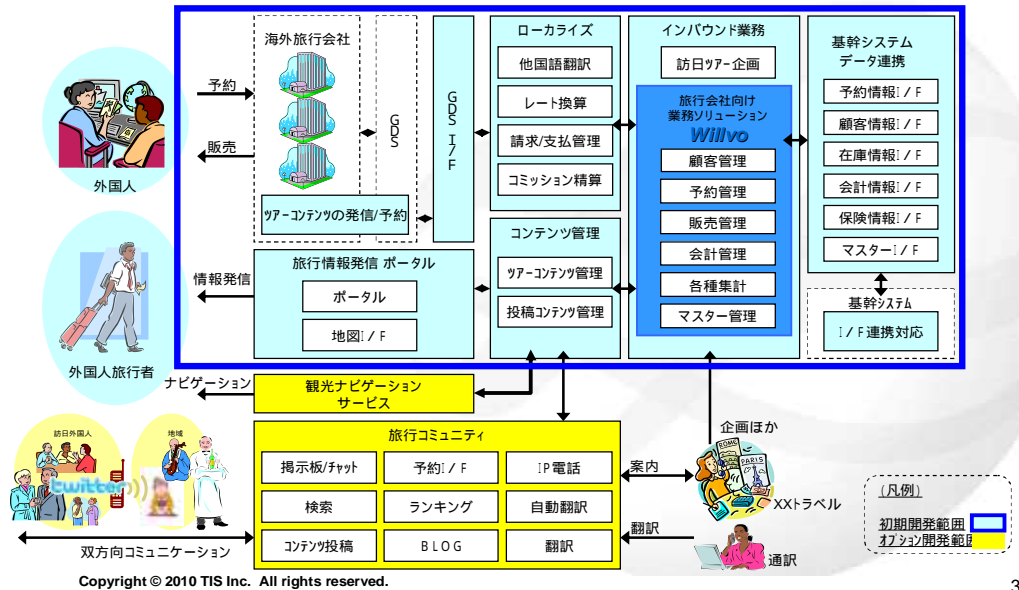 海外旅行会社
予約
販売
外国人
GDS
GDS I/F
ﾂｱｰｺﾝﾃﾝﾂの発信/予約
ローカライズ
他国語翻訳
レート換算
請求/支払管理
コミッション精算
インバウンド業務
訪日ﾂｱｰ企画
旅行会社向け
業務ソリューション
Willvo
顧客管理
予約管理
販売管理
会計管理
各種集計
マスター管理
基幹システム
データ連携
予約情報I/F
顧客情報I/F
在庫情報I/F
会計情報I/F
保険情報I/F
マスターI/F
基幹ｼｽﾃﾑ
I/F連携対応
コンテンツ管理
ﾂｱｰｺﾝﾃﾝﾂ管理
投稿ｺﾝﾃﾝﾂ管理
旅行情報発信 ポータル
ポータル
地図I/F
情報発信
外国人旅行者
ナビゲーション
観光ナビゲーション
サービス
旅行コミュニティ
掲示板/ﾁｬｯﾄ
予約I/F
IP電話
検索
ランキング
自動翻訳
ｺﾝﾃﾝﾂ投稿
BLOG
翻訳
訪日外国人
地域
twitter
双方向コミュニケーション
案内
翻訳
企画ほか
ROME
PARIS
XXトラベル
通訳
(凡例)
初期開発範囲
ｵﾌﾟｼｮﾝ開発範囲
Copyright © 2010 TIS Inc. All rights reserved.
3